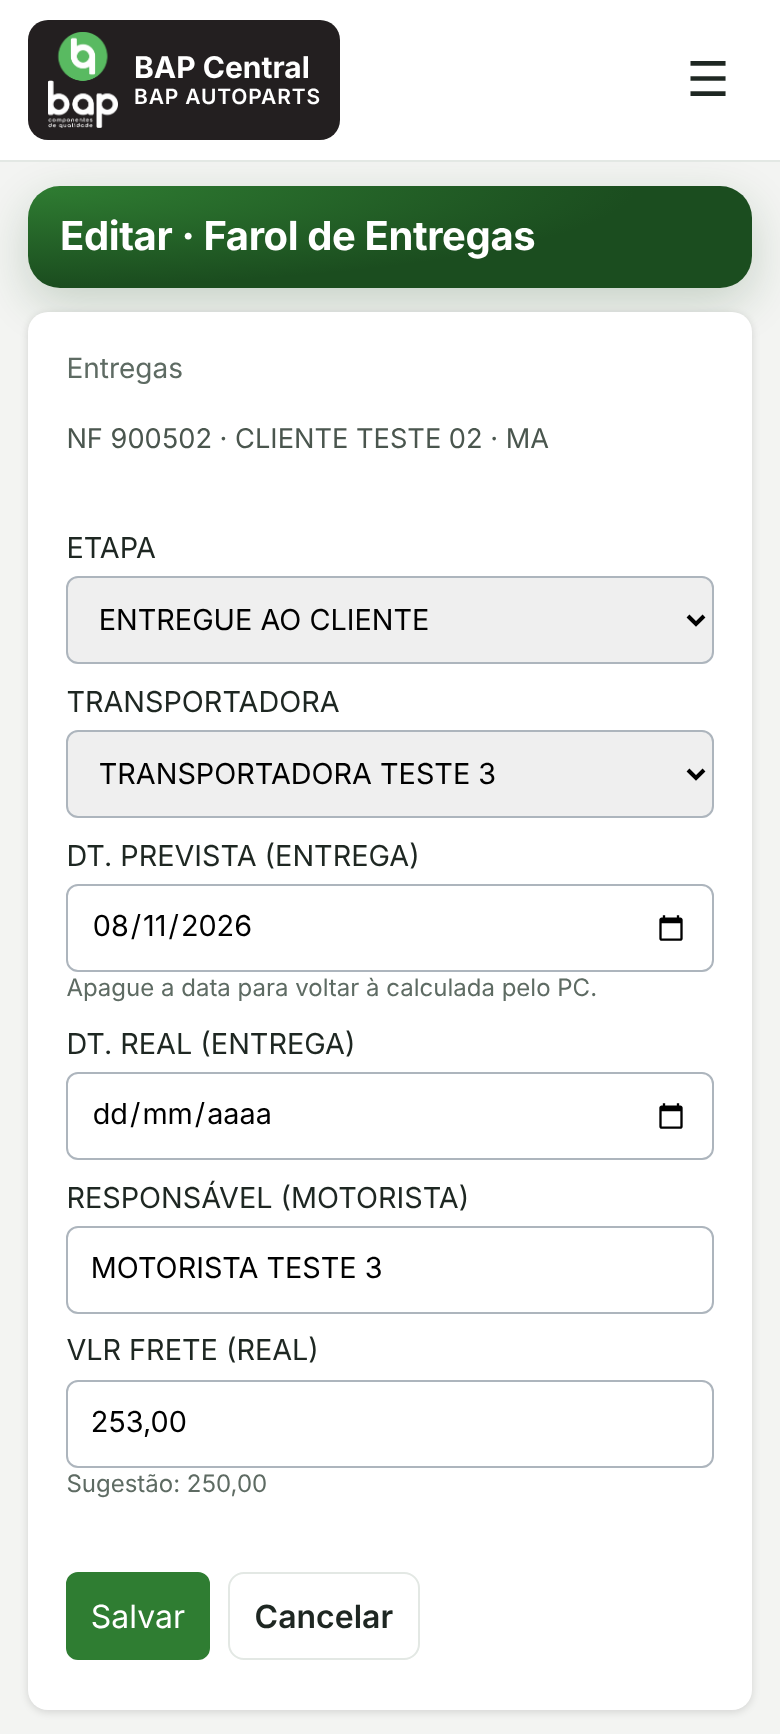 bap
componentes
de qualidade
BAP Central
BAP AUTOPARTS
Editar · Farol de Entregas
Entregas
NF 900502 · CLIENTE TESTE 02 · MA
ETAPA
ENTREGUE AO CLIENTE
TRANSPORTADORA
TRANSPORTADORA TESTE 3
DT. PREVISTA (ENTREGA)
08/11/2026
Apague a data para voltar à calculada pelo PC.
DT. REAL (ENTREGA)
dd/mm/aaaa
RESPONSÁVEL (MOTORISTA)
MOTORISTA TESTE 3
VLR FRETE (REAL)
253,00
Sugestão: 250,00
Salvar
Cancelar